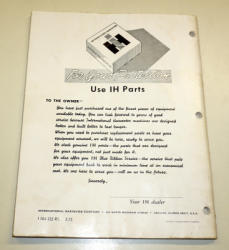 For Your Protection
Use IH Parts
TO THE OWNER—
You have just purchased one of the finest pieces of equipment
available today. You can look forward to years of good
service because International Harvester machines are designed
better and built better to last longer.
When you need to purchase replacement parts or have your
equipment serviced, we will be here, ready to serve you.
We stock genuine IH parts—the parts that are designed
for your equipment, not just made for it.
We also offer you IH Blue Ribbon Service—the service that puts
your equipment back to work in minimum time at an economical
cost. We are here to serve you—call on us in the future.
Sincerely,
Your IH dealer
INTERNATIONAL HARVESTER COMPANY
CHICAGO, ILLINOIS 60611, U.S.A.